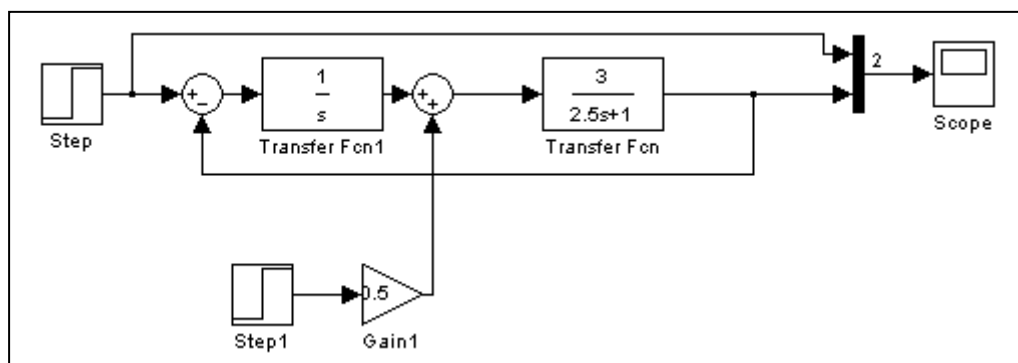 2
Step
+
−
1
s
Transfer Fcn1
+
+
3
2.5s+1
Transfer Fcn
Scope
Step1
0.5
Gain1